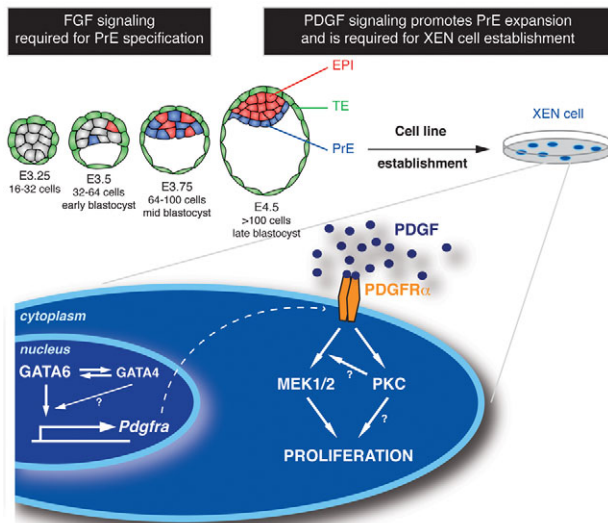 FGF signaling
required for PrE specification
PDGF signaling promotes PrE expansion
and is required for XEN cell establishment
EPI
TE
PrE
Cell line
establishment
XEN cell
E3.25
16-32 cells
E3.5
32-64 cells
early blastocyst
E3.75
64-100 cells
mid blastocyst
E4.5
>100 cells
late blastocyst
PDGF
PDGFRα
cytoplasm
nucleus
GATA6
GATA4
?
Pdgfra
MEK1/2
?
PKC
?
PROLIFERATION